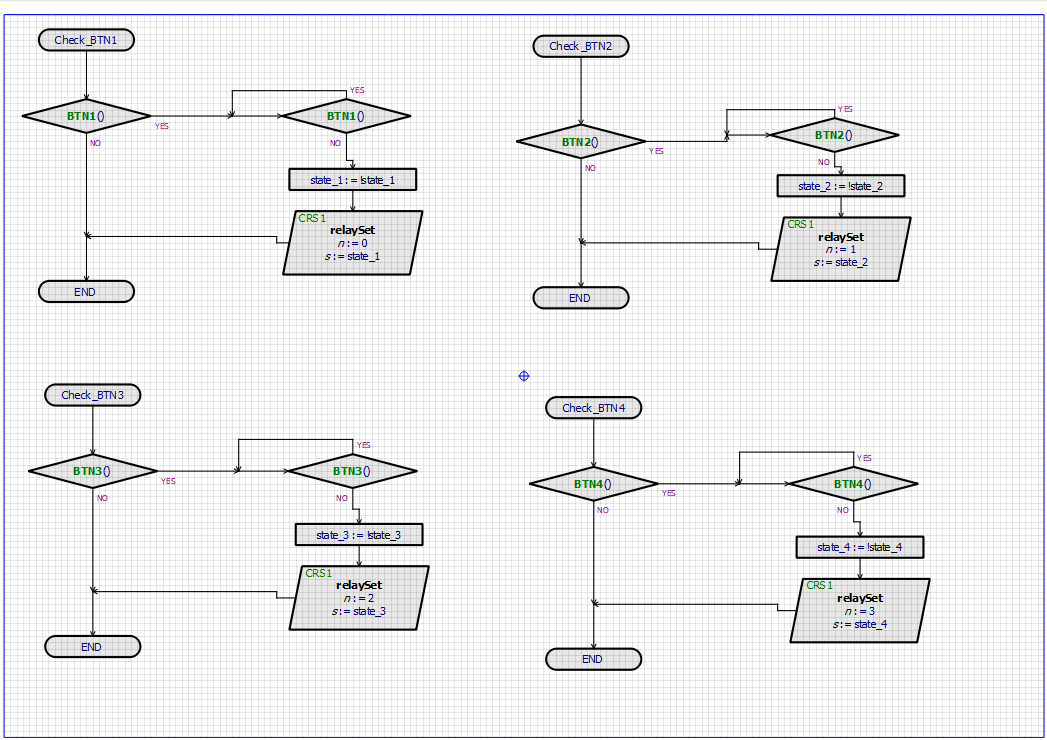 Check_BTN1
BTN1()
YES
NO
BTN1()
YES
NO
state_1 := !state_1
CRS1
relaySet
n := 0
s := state_1
END
Check_BTN2
BTN2()
YES
NO
BTN2()
YES
NO
state_2 := !state_2
CRS1
relaySet
n := 1
s := state_2
END
Check_BTN3
BTN3()
YES
NO
BTN3()
YES
NO
state_3 := !state_3
CRS1
relaySet
n := 2
s := state_3
END
Check_BTN4
BTN4()
YES
NO
BTN4()
YES
NO
state_4 := !state_4
CRS1
relaySet
n := 3
s := state_4
END